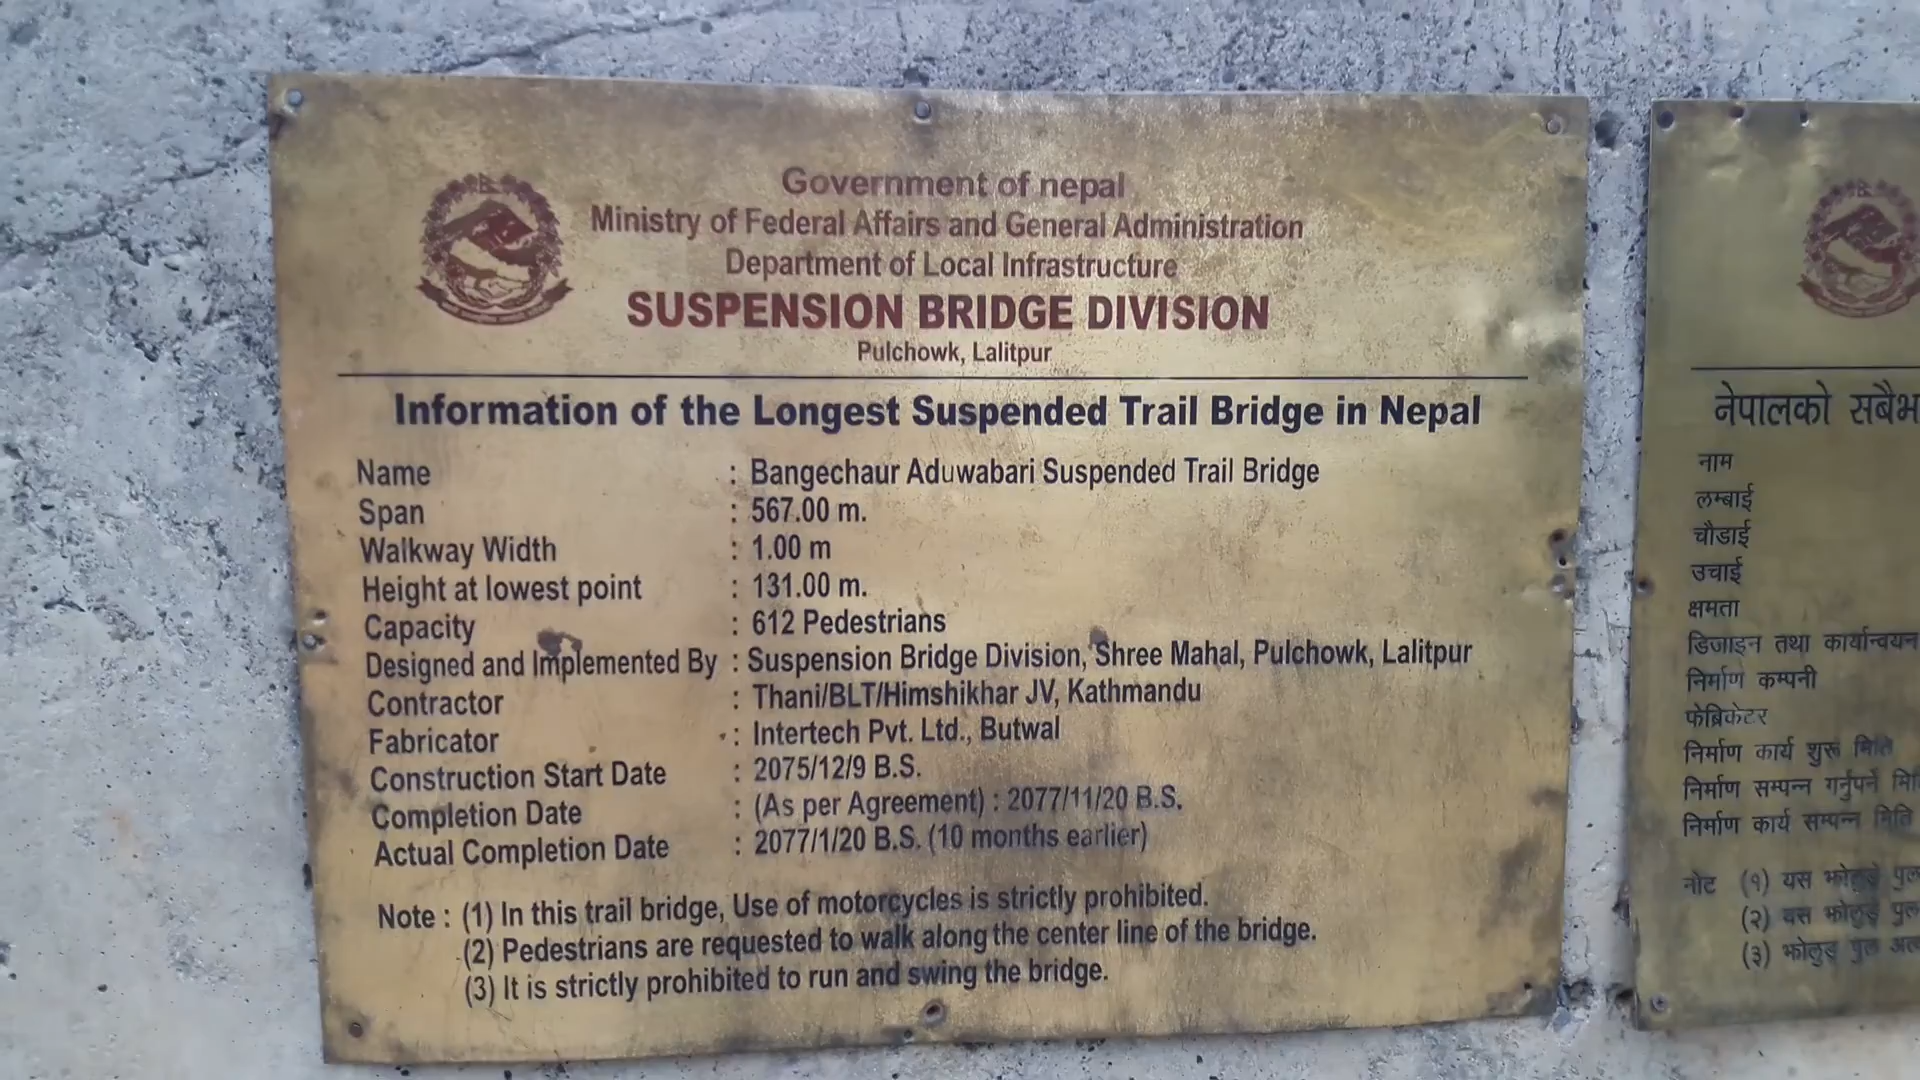 Government of nepal
Ministry of Federal Affairs and General Administration
Department of Local Infrastructure
SUSPENSION BRIDGE DIVISION
Pulchowk, Lalitpur
Information of the Longest Suspended Trail Bridge in Nepal
Name : Bangechaur Aduwabari Suspended Trail Bridge
Span : 567.00 m.
Walkway Width : 1.00 m
Height at lowest point : 131.00 m.
Capacity : 612 Pedestrians
Designed and Implemented By : Suspension Bridge Division, Shree Mahal, Pulchowk, Lalitpur
Contractor : Thani/BLT/Himshikhar JV, Kathmandu
Fabricator : Intertech Pvt. Ltd., Butwal
Construction Start Date : 2075/12/9 B.S.
Completion Date : (As per Agreement) : 2077/11/20 B.S.
Actual Completion Date : 2077/1/20 B.S. (10 months earlier)
Note : (1) In this trail bridge, Use of motorcycles is strictly prohibited.
(2) Pedestrians are requested to walk along the center line of the bridge.
(3) It is strictly prohibited to run and swing the bridge.
नेपालको सबैभ
नाम
लम्बाई
चौडाई
उचाई
क्षमता
डिजाइन तथा कार्यान्वयन
निर्माण कम्पनी
फेब्रिकेटर
निर्माण कार्य शुरू मिति
निर्माण सम्पन्न गर्नुपर्ने मि
निर्माण कार्य सम्पन्न मिति
नोट (१) यस झोलुङ्गे पुल
(२) यस झोलुङ्गे पुल
(३) झोलुङ्गे पुल